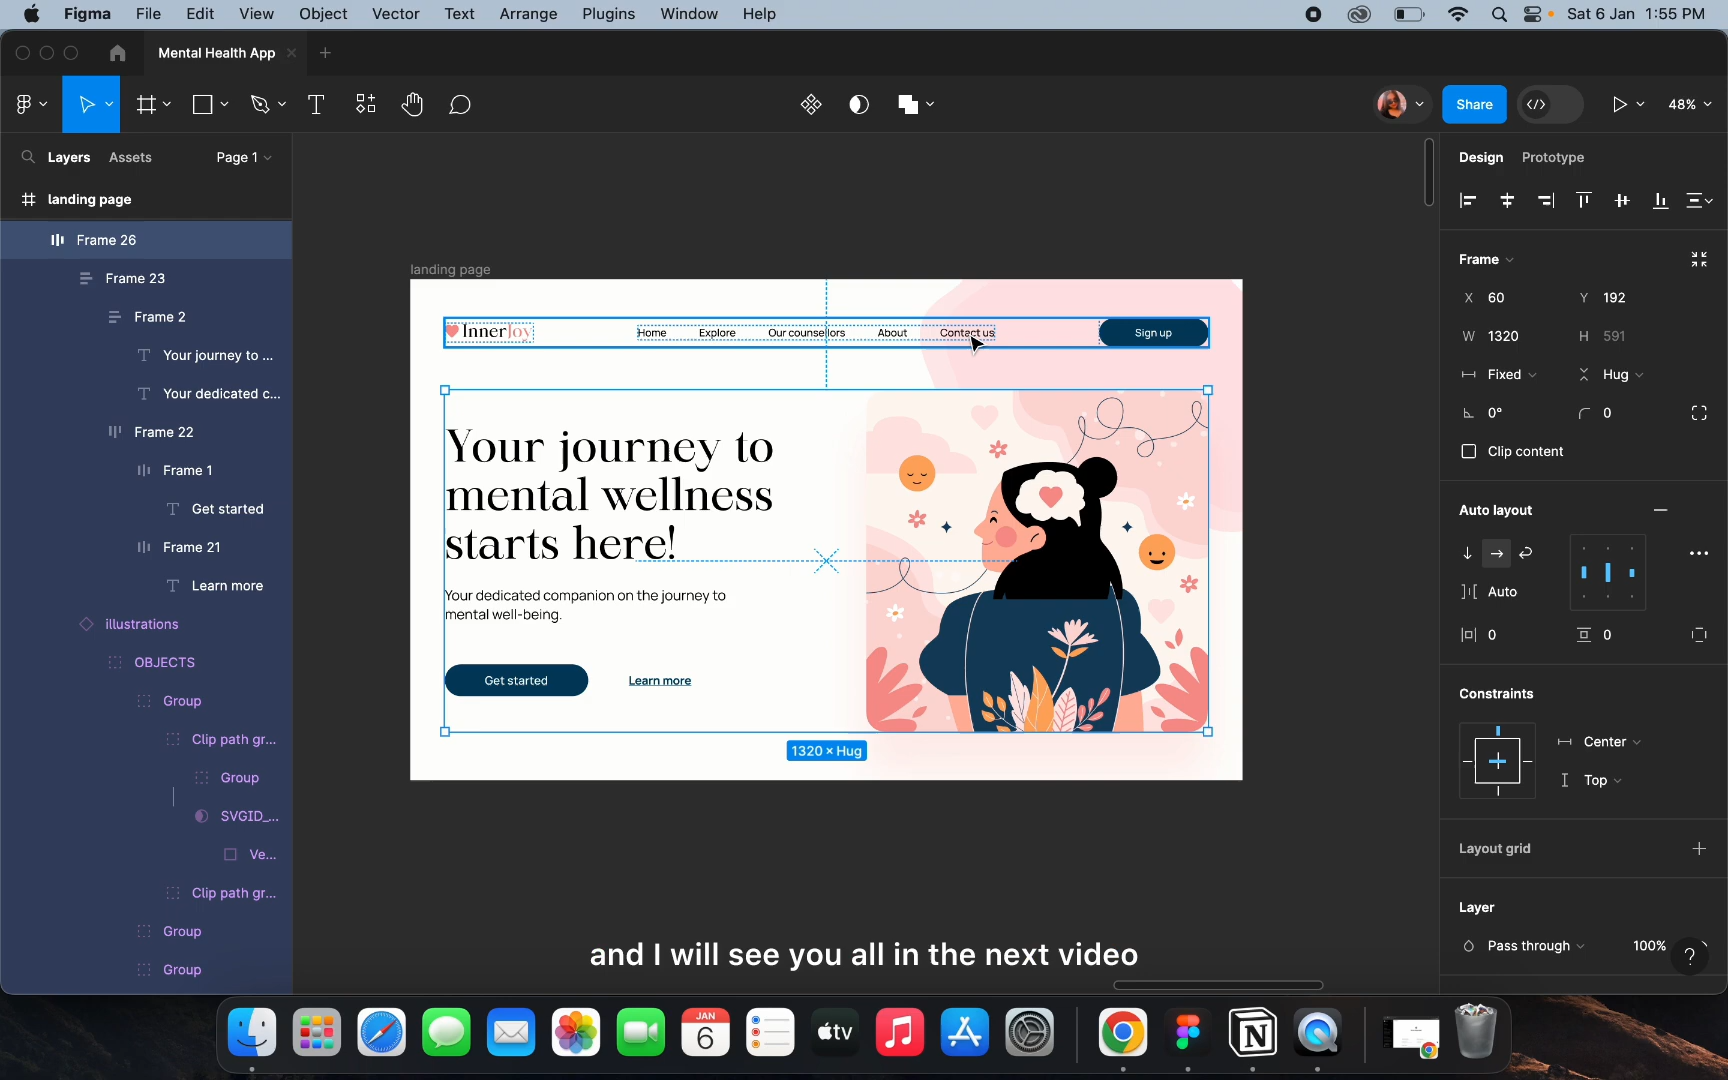 Figma File Edit View Object Vector Text Arrange Plugins Window Help Sat 6 Jan 1:55 PM
Mental Health App
Share 48%
Layers Assets Page 1
landing page
Frame 26
Frame 23
Frame 2
Your journey to ...
Your dedicated c...
Frame 22
Frame 1
Get started
Frame 21
Learn more
illustrations
OBJECTS
Group
Clip path gr...
Group
SVGID_...
Ve...
Clip path gr...
Group
Group
landing page
InnerJoy Home Explore Our counsellors About Contact us Sign up
Your journey to
mental wellness
starts here!
Your dedicated companion on the journey to
mental well-being.
Get started Learn more
1320 × Hug
Design Prototype
Frame
X 60 Y 192
W 1320 H 591
Fixed Hug
0° 0
Clip content
Auto layout
Auto
0 0
Constraints
Center
Top
Layout grid
Layer
Pass through 100%
?
and I will see you all in the next video
JAN
6
tv